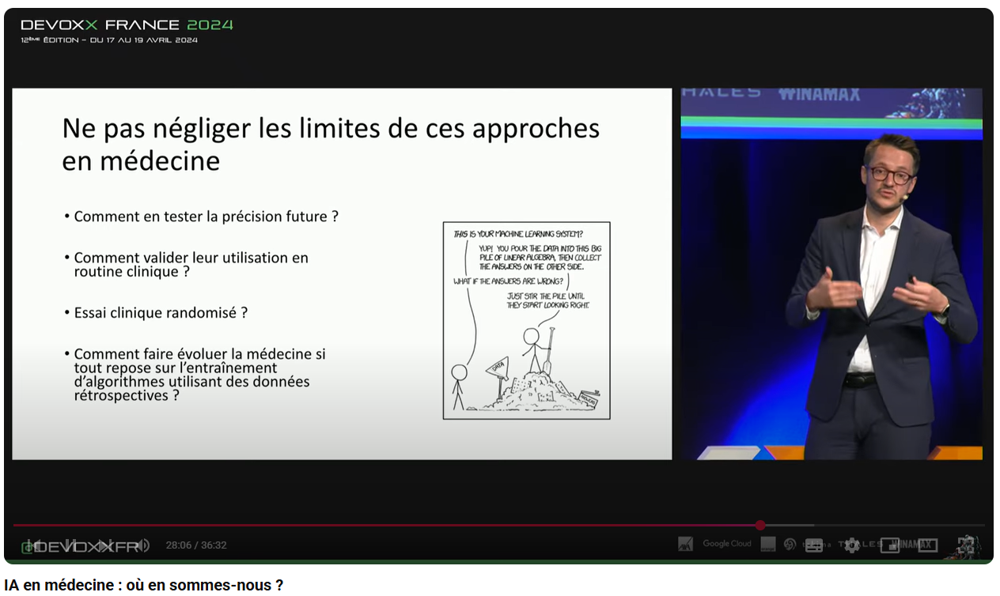 DEVOXX FRANCE 2024
12ÈME ÉDITION - DU 17 AU 19 AVRIL 2024
HALES WINAMAX
Ne pas négliger les limites de ces approches
en médecine
• Comment en tester la précision future ?
• Comment valider leur utilisation en
routine clinique ?
• Essai clinique randomisé ?
• Comment faire évoluer la médecine si
tout repose sur l'entraînement
d'algorithmes utilisant des données
rétrospectives ?
THIS IS YOUR MACHINE LEARNING SYSTEM?
YUP! YOU POUR THE DATA INTO THIS BIG
PILE OF LINEAR ALGEBRA, THEN COLLECT
THE ANSWERS ON THE OTHER SIDE.
WHAT IF THE ANSWERS ARE WRONG?
JUST STIR THE PILE UNTIL
THEY START LOOKING RIGHT.
DATA
DEVOXXFR
28:06 / 36:32
Google Cloud
THALES
WINAMAX
IA en médecine : où en sommes-nous ?